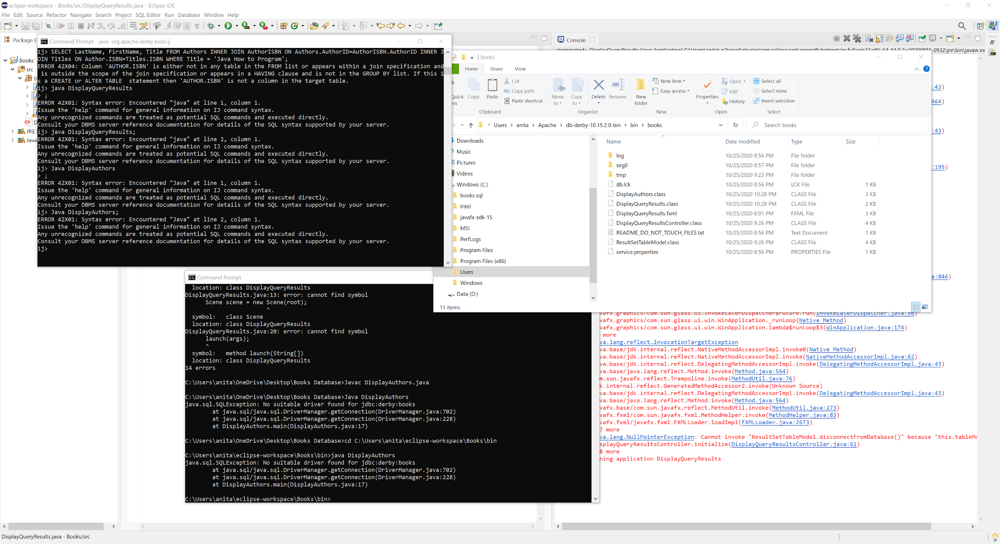 eclipse-workspace - Books/src/DisplayQueryResults.java - Eclipse IDE
File Edit Source Refactor Navigate Search Project SQL Editor Run Database Window Help
Package E
Books
src
JRE S
Java
Command Prompt - java  org.apache.derby.tools.ij
ij> SELECT LastName, FirstName, Title FROM Authors INNER JOIN AuthorISBN ON Authors.AuthorID=AuthorISBN.AuthorID INNER J
OIN Titles ON Author.ISBN=Titles.ISBN WHERE Title = 'Java How to Program';
ERROR 42X04: Column 'AUTHOR.ISBN' is either not in any table in the FROM list or appears within a join specification and
 is outside the scope of the join specification or appears in a HAVING clause and is not in the GROUP BY list. If this i
s a CREATE or ALTER TABLE  statement then 'AUTHOR.ISBN' is not a column in the target table.
ij> java DisplayQueryResults
> ;
ERROR 42X01: Syntax error: Encountered "java" at line 1, column 1.
Issue the 'help' command for general information on IJ command syntax.
Any unrecognized commands are treated as potential SQL commands and executed directly.
Consult your DBMS server reference documentation for details of the SQL syntax supported by your server.
ij> java DisplayQueryResults;
ERROR 42X01: Syntax error: Encountered "java" at line 2, column 1.
Issue the 'help' command for general information on IJ command syntax.
Any unrecognized commands are treated as potential SQL commands and executed directly.
Consult your DBMS server reference documentation for details of the SQL syntax supported by your server.
ij> Java DisplayAuthors
> ;
ERROR 42X01: Syntax error: Encountered "Java" at line 1, column 1.
Issue the 'help' command for general information on IJ command syntax.
Any unrecognized commands are treated as potential SQL commands and executed directly.
Consult your DBMS server reference documentation for details of the SQL syntax supported by your server.
ij> Java DisplayAuthors;
ERROR 42X01: Syntax error: Encountered "Java" at line 2, column 1.
Issue the 'help' command for general information on IJ command syntax.
Any unrecognized commands are treated as potential SQL commands and executed directly.
Consult your DBMS server reference documentation for details of the SQL syntax supported by your server.
ij>
Command Prompt
  location: class DisplayQueryResults
DisplayQueryResults.java:13: error: cannot find symbol
      Scene scene = new Scene(root);
                        ^
  symbol:   class Scene
  location: class DisplayQueryResults
DisplayQueryResults.java:20: error: cannot find symbol
      launch(args);
      ^
  symbol:   method launch(String[])
  location: class DisplayQueryResults
14 errors
C:\Users\anita\OneDrive\Desktop\Books Database>Javac DisplayAuthors.java
C:\Users\anita\OneDrive\Desktop\Books Database>Java DisplayAuthors
java.sql.SQLException: No suitable driver found for jdbc:derby:books
        at java.sql/java.sql.DriverManager.getConnection(DriverManager.java:702)
        at java.sql/java.sql.DriverManager.getConnection(DriverManager.java:228)
        at DisplayAuthors.main(DisplayAuthors.java:17)
C:\Users\anita\OneDrive\Desktop\Books Database>cd C:\Users\anita\eclipse-workspace\Books\bin
C:\Users\anita\eclipse-workspace\Books\bin>java DisplayAuthors
java.sql.SQLException: No suitable driver found for jdbc:derby:books
        at java.sql/java.sql.DriverManager.getConnection(DriverManager.java:702)
        at java.sql/java.sql.DriverManager.getConnection(DriverManager.java:228)
        at DisplayAuthors.main(DisplayAuthors.java:17)
C:\Users\anita\eclipse-workspace\Books\bin>
Console
books
Home Share View
Quick
ess
Copy
Paste
Cut
Copy path
Paste shortcut
Clipboard
Move to
Copy to
Delete
Rename
Organize
New folder
New item
Easy access
New
Properties
Open
Edit
History
Open
Select all
Select none
Invert selection
Select
« Users > anita > Apache > db-derby-10.15.2.0-bin > bin > books
Search books
Downloads
Music
Pictures
Videos
Windows (C:)
books.sql
Intel
javafx-sdk-15
MSI
PerfLogs
Program Files
Program Files (x86)
Users
Windows
Data (D:)
11 items
Name Date modified Type Size
log 10/25/2020 8:56 PM File folder
seg0 10/25/2020 8:57 PM File folder
tmp 10/25/2020 9:23 PM File folder
db.lck 10/25/2020 8:56 PM LCK File 1 KB
DisplayAuthors.class 10/25/2020 10:28 PM CLASS File 3 KB
DisplayQueryResults.class 10/25/2020 10:28 PM CLASS File 2 KB
DisplayQueryResults.fxml 10/25/2020 8:01 PM FXML File 3 KB
DisplayQueryResultsController.class 10/25/2020 9:26 PM CLASS File 4 KB
README_DO_NOT_TOUCH_FILES.txt 10/25/2020 8:56 PM Text Document 1 KB
ResultSetTableModel.class 10/25/2020 9:26 PM CLASS File 4 KB
service.properties 10/25/2020 8:56 PM PROPERTIES File 1 KB
:43)
464)
:43)
:195)
a:846)
vafx.graphics/com.sun.glass.ui.InvokeLaterDispatcher$Future.run(InvokeLaterDispatcher.java:96)
vafx.graphics/com.sun.glass.ui.win.WinApplication._runLoop(Native Method)
vafx.graphics/com.sun.glass.ui.win.WinApplication.lambda$runLoop$3(WinApplication.java:174)
 more
va.lang.reflect.InvocationTargetException
va.base/jdk.internal.reflect.NativeMethodAccessorImpl.invoke0(Native Method)
va.base/jdk.internal.reflect.NativeMethodAccessorImpl.invoke(NativeMethodAccessorImpl.java:62)
va.base/jdk.internal.reflect.DelegatingMethodAccessorImpl.invoke(DelegatingMethodAccessorImpl.java:43)
va.base/java.lang.reflect.Method.invoke(Method.java:564)
m.sun.javafx.reflect.Trampoline.invoke(MethodUtil.java:76)
k.internal.reflect.GeneratedMethodAccessor2.invoke(Unknown Source)
va.base/jdk.internal.reflect.DelegatingMethodAccessorImpl.invoke(DelegatingMethodAccessorImpl.java:43)
va.base/java.lang.reflect.Method.invoke(Method.java:564)
vafx.base/com.sun.javafx.reflect.MethodUtil.invoke(MethodUtil.java:273)
vafx.fxml/com.sun.javafx.fxml.MethodHelper.invoke(MethodHelper.java:83)
vafx.fxml/javafx.fxml.FXMLLoader.loadImpl(FXMLLoader.java:2673)
7 more
va.lang.NullPointerException: Cannot invoke "ResultSetTableModel.disconnectFromDatabase()" because "this.tableMo
splayQueryResultsController.initialize(DisplayQueryResultsController.java:61)
8 more
ning application DisplayQueryResults
DisplayQueryResults.java - Books/src